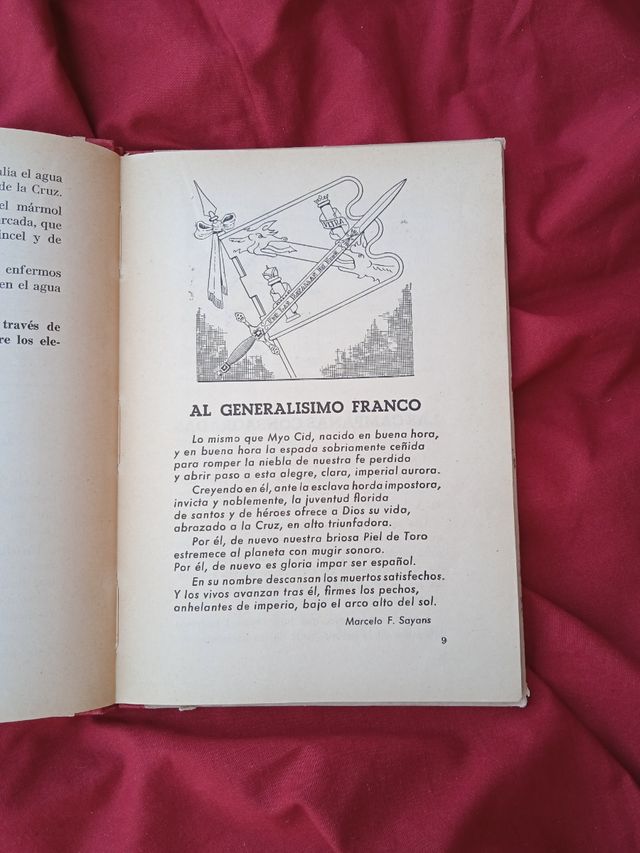 alía el agua
de la Cruz.
el mármol
arcada, que
incel y de
enfermos
en el agua
través de
re los ele-
AL GENERALISIMO FRANCO
Lo mismo que Myo Cid, nacido en buena hora,
y en buena hora la espada sobriamente ceñida
para romper la niebla de nuestra fe perdida
y abrir paso a esta alegre, clara, imperial aurora.
Creyendo en él, ante la esclava horda impostora,
invicta y noblemente, la juventud florida
de santos y de héroes ofrece a Dios su vida,
abrazado a la Cruz, en alto triunfadora.
Por él, de nuevo nuestra briosa Piel de Toro
estremece al planeta con mugir sonoro.
Por él, de nuevo es gloria impar ser español.
En su nombre descansan los muertos satisfechos.
Y los vivos avanzan tras él, firmes los pechos,
anhelantes de imperio, bajo el arco alto del sol.
Marcelo F. Sayans
9